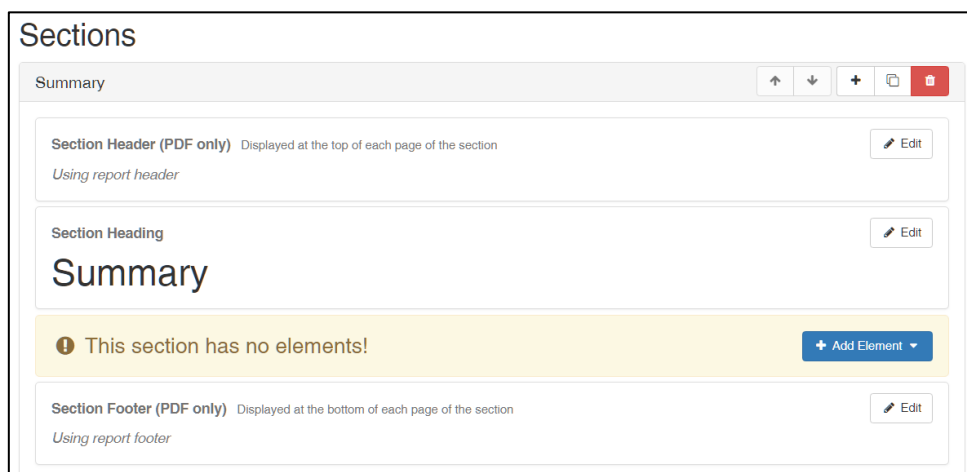 Sections
Summary
Section Header (PDF only) Displayed at the top of each page of the section
Edit
Using report header
Section Heading
Edit
Summary
This section has no elements!
Add Element
Section Footer (PDF only) Displayed at the bottom of each page of the section
Edit
Using report footer